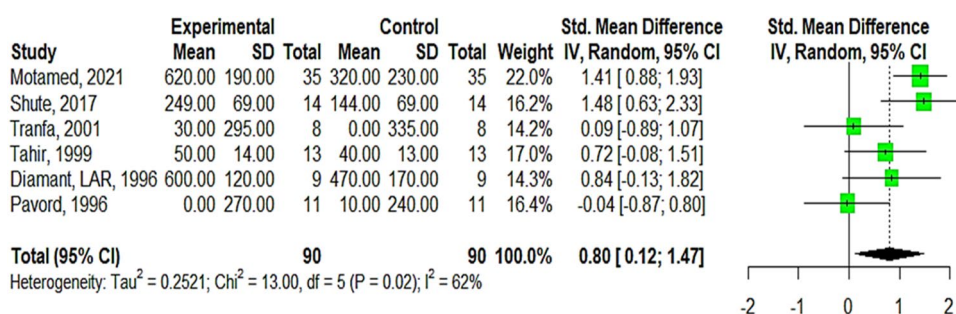 Experimental Control Std. Mean Difference Std. Mean Difference
Study Mean SD Total Mean SD Total Weight IV, Random, 95% CI IV, Random, 95% CI
Motamed, 2021 620.00 190.00 35 320.00 230.00 35 22.0% 1.41 [ 0.88; 1.93]
Shute, 2017 249.00 69.00 14 144.00 69.00 14 16.2% 1.48 [ 0.63; 2.33]
Tranfa, 2001 30.00 295.00 8 0.00 335.00 8 14.2% 0.09 [-0.89; 1.07]
Tahir, 1999 50.00 14.00 13 40.00 13.00 13 17.0% 0.72 [-0.08; 1.51]
Diamant, LAR, 1996 600.00 120.00 9 470.00 170.00 9 14.3% 0.84 [-0.13; 1.82]
Pavord, 1996 0.00 270.00 11 10.00 240.00 11 16.4% -0.04 [-0.87; 0.80]
Total (95% CI) 90 90 100.0% 0.80 [ 0.12; 1.47]
Heterogeneity: Tau² = 0.2521; Chi² = 13.00, df = 5 (P = 0.02); I² = 62%
-2 -1 0 1 2